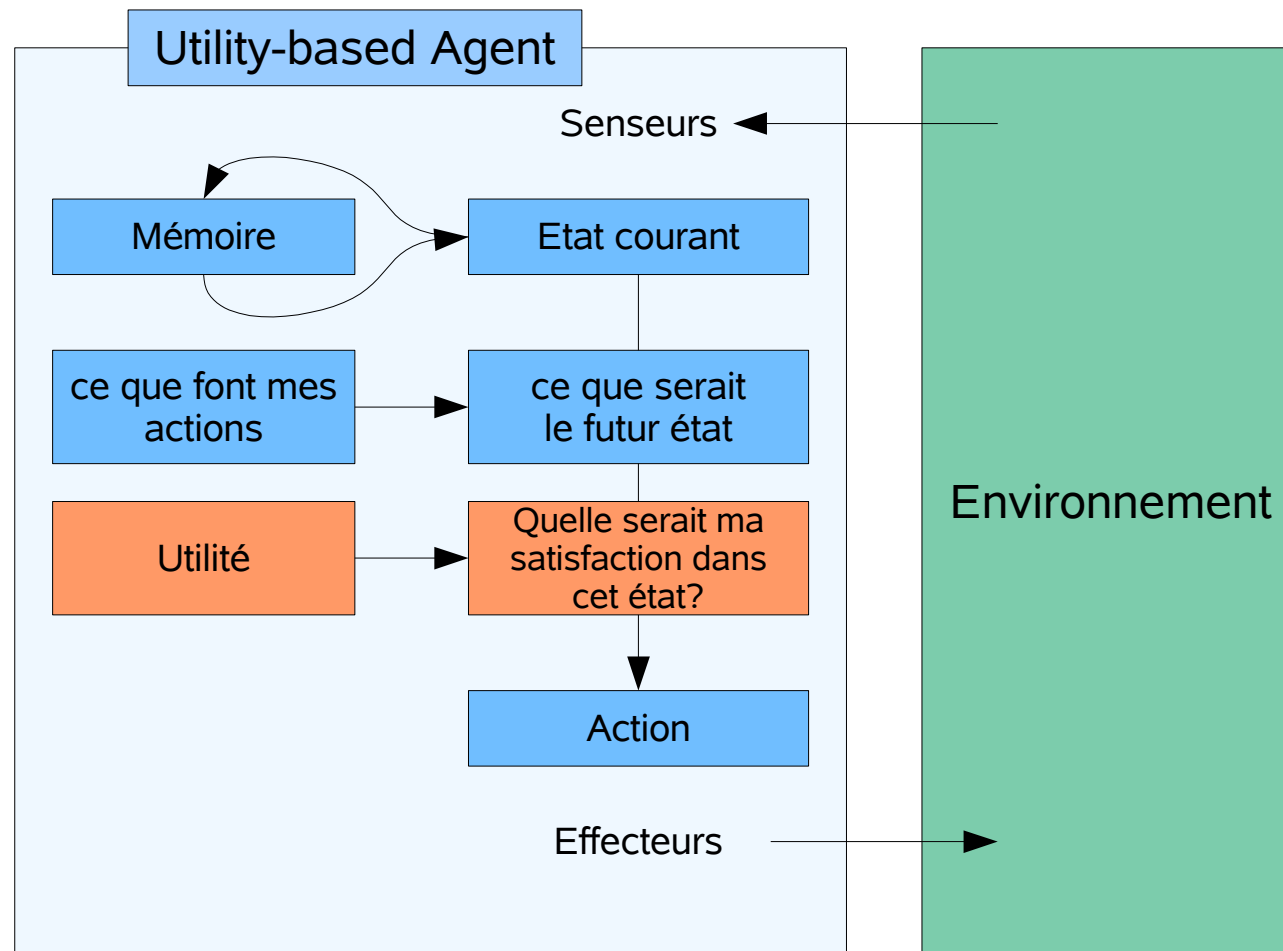 Utility-based Agent
Senseurs
Mémoire
Etat courant
ce que font mes
actions
ce que serait
le futur état
Utilité
Quelle serait ma
satisfaction dans
cet état?
Action
Effecteurs
Environnement